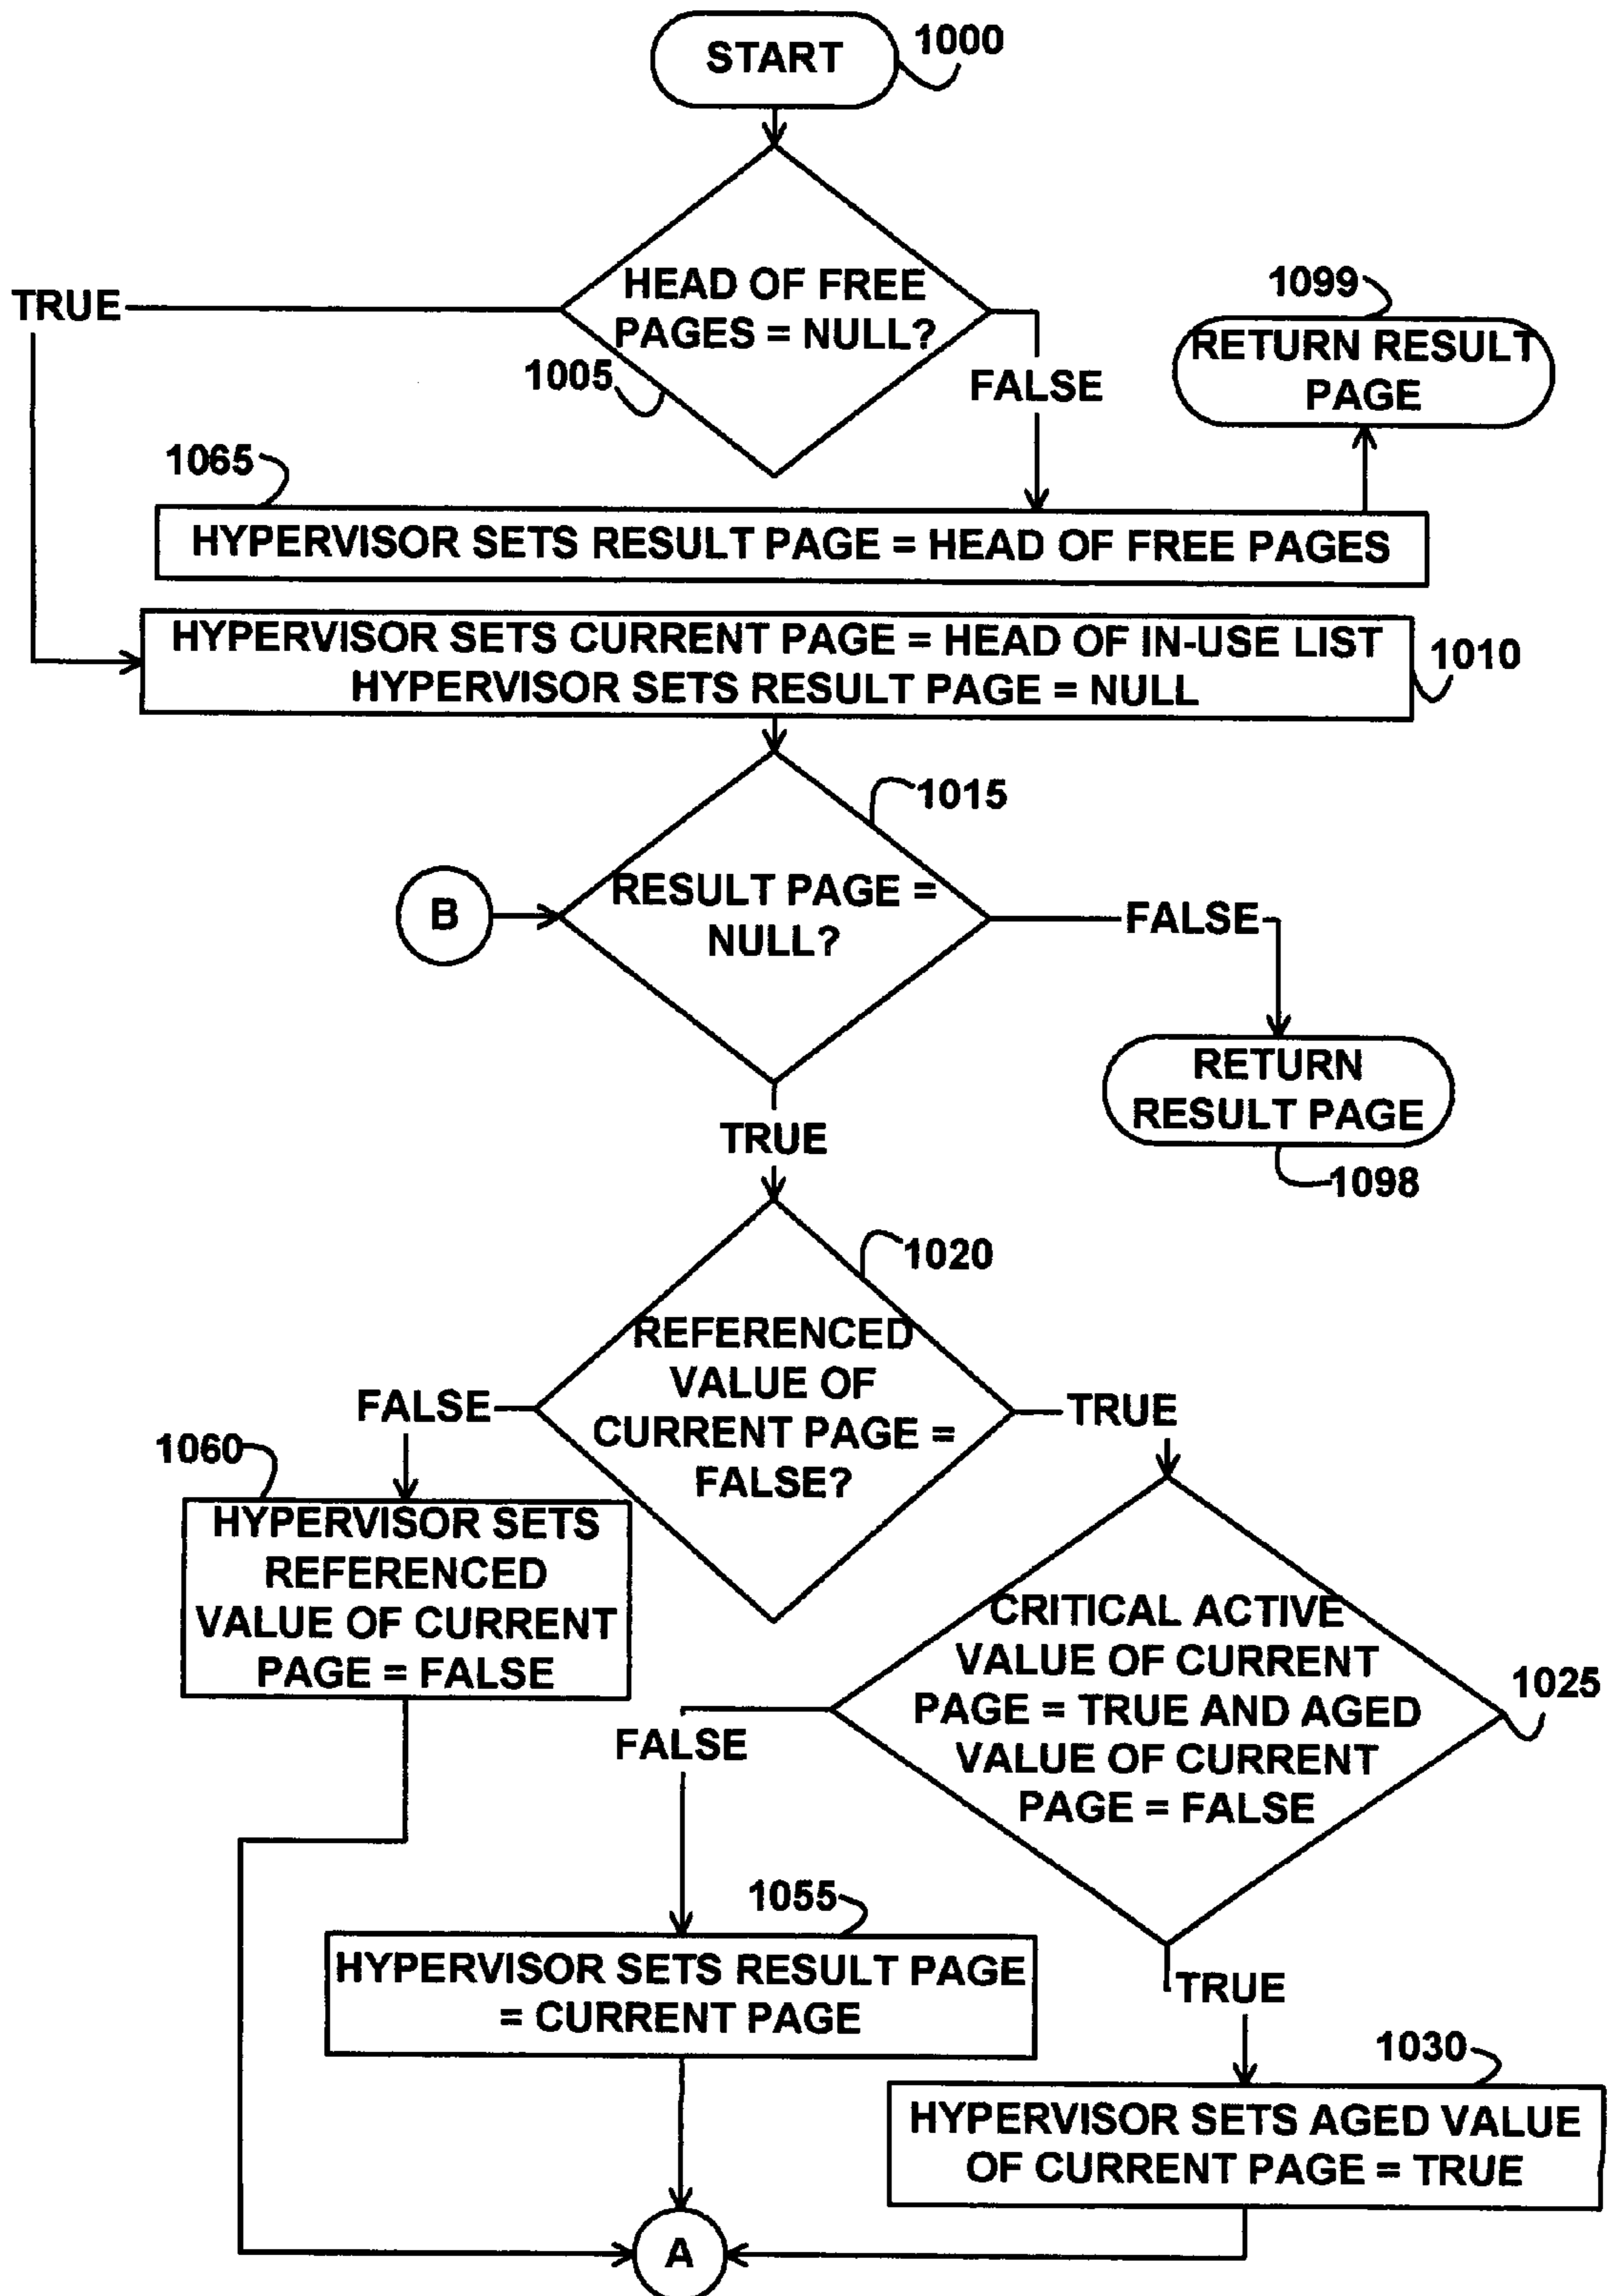 START
1000
HEAD OF FREE
PAGES = NULL?
1005
TRUE
FALSE
1099
RETURN RESULT
PAGE
1065
HYPERVISOR SETS RESULT PAGE = HEAD OF FREE PAGES
HYPERVISOR SETS CURRENT PAGE = HEAD OF IN-USE LIST
HYPERVISOR SETS RESULT PAGE = NULL
1010
1015
B
RESULT PAGE =
NULL?
FALSE
RETURN
RESULT PAGE
1098
TRUE
1020
REFERENCED
VALUE OF
CURRENT PAGE =
FALSE?
FALSE
TRUE
1060
HYPERVISOR SETS
REFERENCED
VALUE OF CURRENT
PAGE = FALSE
CRITICAL ACTIVE
VALUE OF CURRENT
PAGE = TRUE AND AGED
VALUE OF CURRENT
PAGE = FALSE
1025
FALSE
1055
HYPERVISOR SETS RESULT PAGE
= CURRENT PAGE
TRUE
1030
HYPERVISOR SETS AGED VALUE
OF CURRENT PAGE = TRUE
A